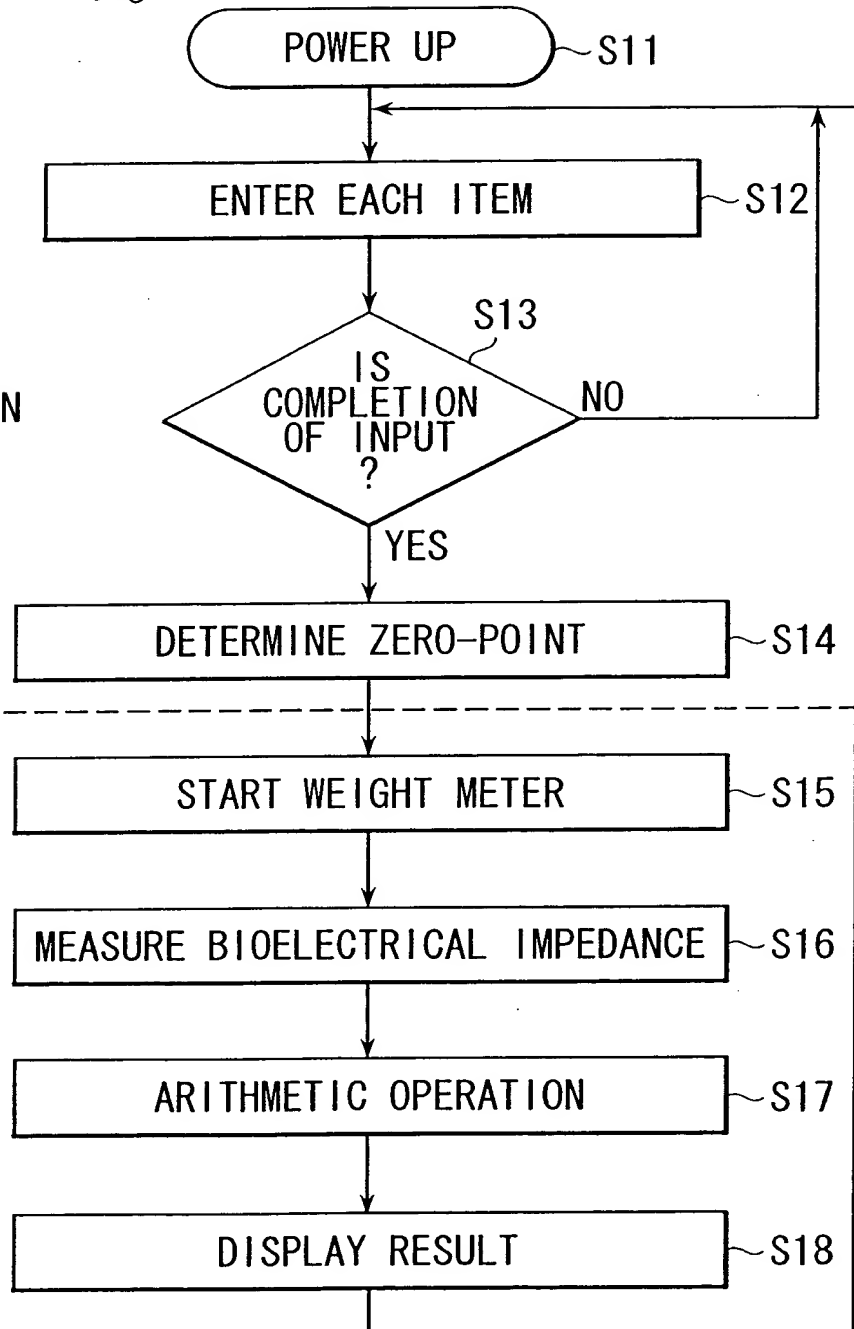 POWER UP
S11
ENTER EACH ITEM
S12
S13
IS
COMPLETION
OF INPUT
?
NO
N
YES
DETERMINE ZERO-POINT
S14
START WEIGHT METER
S15
MEASURE BIOELECTRICAL IMPEDANCE
S16
ARITHMETIC OPERATION
S17
DISPLAY RESULT
S18